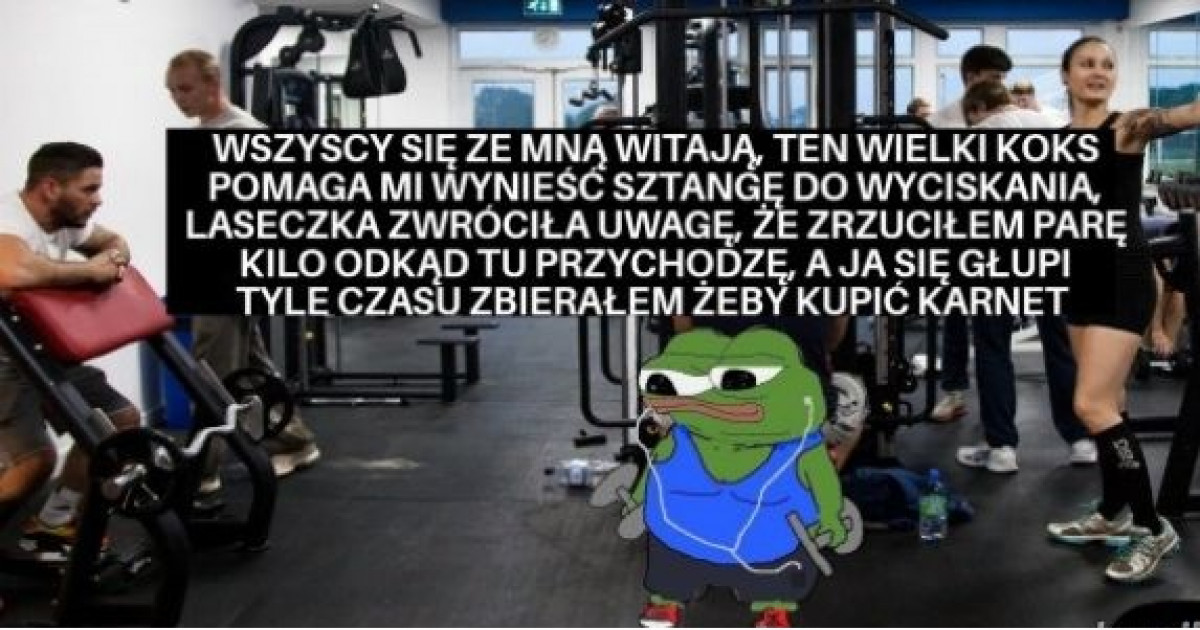 WSZYSCY SIĘ ZE MNĄ WITAJĄ, TEN WIELKI KOKS
POMAGA MI WYNIEŚĆ SZTANGĘ DO WYCISKANIA,
LASECZKA ZWRÓCIŁA UWAGĘ, ŻE ZRZUCIŁEM PARĘ
KILO ODKĄD TU PRZYCHODZĘ, A JA SIĘ GŁUPI
TYLE CZASU ZBIERAŁEM ŻEBY KUPIĆ KARNET